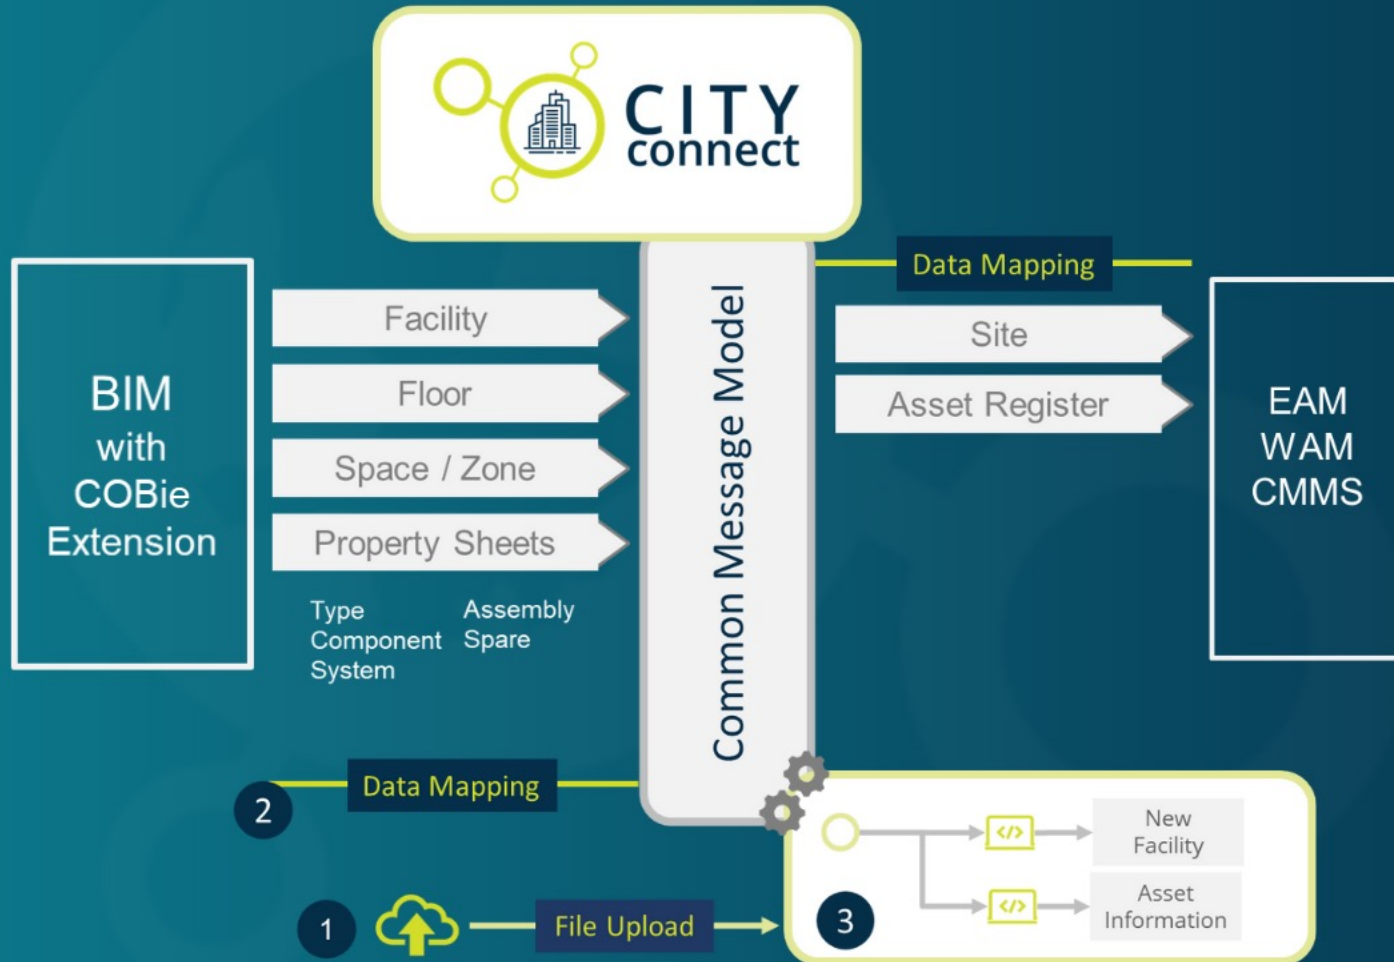 CITY
connect
BIM
with
COBie
Extension
Facility
Floor
Space / Zone
Property Sheets
Type
Component
System
Assembly
Spare
Common Message Model
Data Mapping
Site
Asset Register
EAM
WAM
CMMS
2
Data Mapping
1
File Upload
3
</>
New
Facility
</>
Asset
Information